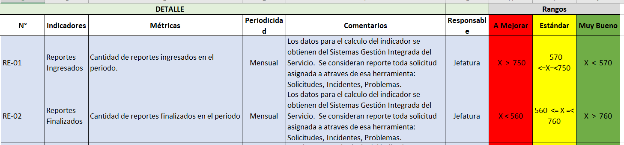 DETALLE
Rangos
N°
Indicadores
Métricas
Periodicida
d
Comentarios
Responsabl
e
A Mejorar
Estándar
Muy Bueno
RE-01
Reportes
Ingresados
Cantidad de reportes ingresados en el
periodo.
Mensual
Los datos para el calculo del indicador se
obtienen del Sistemas Gestión Integrada del
Servicio. Se consideran reporte toda solicitud
asignada a atraves de esa herramienta:
Solicitudes, Incidentes, Problemas.
Jefatura
X > 750
570
<=X=<750
X < 570
RE-02
Reportes
Finalizados
Cantidad de reportes finalizados en el periodo
Mensual
Los datos para el calculo del indicador se
obtienen del Sistemas Gestión Integrada del
Servicio. Se consideran reporte toda solicitud
asignada a atraves de esa herramienta:
Solicitudes, Incidentes, Problemas.
Jefatura
X < 560
560 <= X =<
760
X > 760